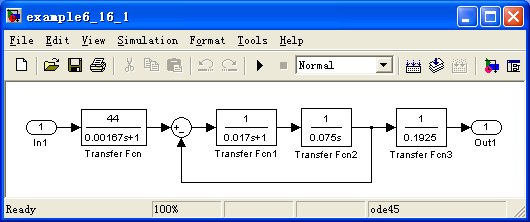 example6_16_1
File Edit View Simulation Format Tools Help
Normal
1
In1
44
0.00167s+1
Transfer Fcn
+
-
1
0.017s+1
Transfer Fcn1
1
0.075s
Transfer Fcn2
1
0.1925
Transfer Fcn3
1
Out1
Ready 100% ode45